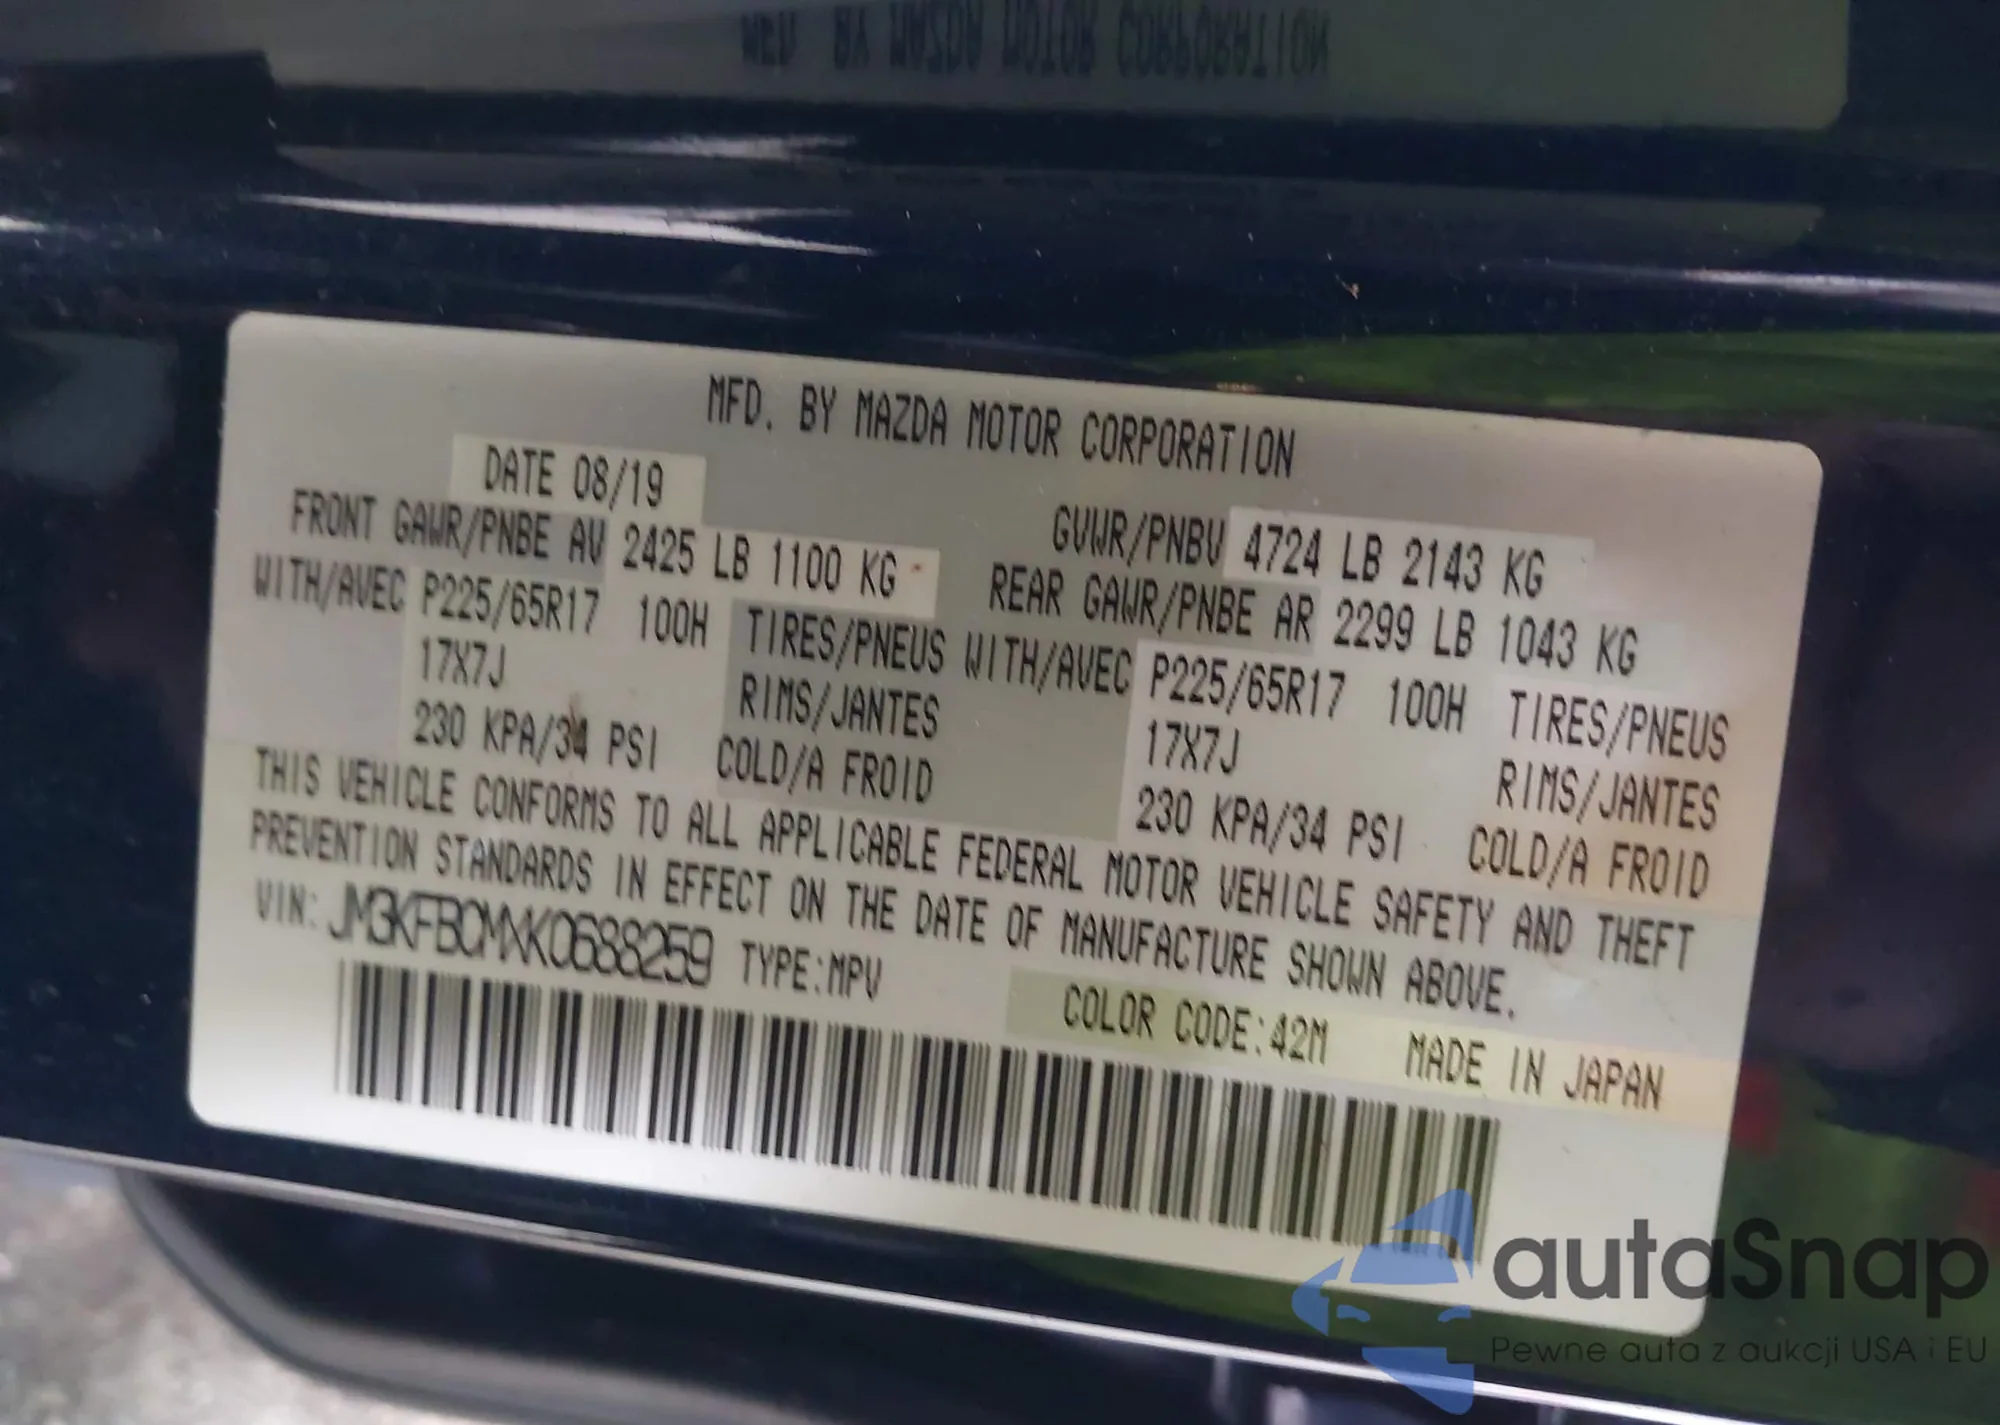 MFD. BY MAZDA MOTOR CORPORATION
DATE 08/19 GVWR/PNBV 4724 LB 2143 KG
FRONT GAWR/PNBE AV 2425 LB 1100 KG REAR GAWR/PNBE AR 2299 LB 1043 KG
WITH/AVEC P225/65R17 100H TIRES/PNEUS WITH/AVEC P225/65R17 100H TIRES/PNEUS
17X7J RIMS/JANTES 17X7J RIMS/JANTES
230 KPA/34 PSI COLD/A FROID 230 KPA/34 PSI COLD/A FROID
THIS VEHICLE CONFORMS TO ALL APPLICABLE FEDERAL MOTOR VEHICLE SAFETY AND THEFT
PREVENTION STANDARDS IN EFFECT ON THE DATE OF MANUFACTURE SHOWN ABOVE.
VIN: JM3KFBCMXK0688259 TYPE:MPV
COLOR CODE:42M MADE IN JAPAN
autaSnap
Pewne auta z aukcji USA i EU